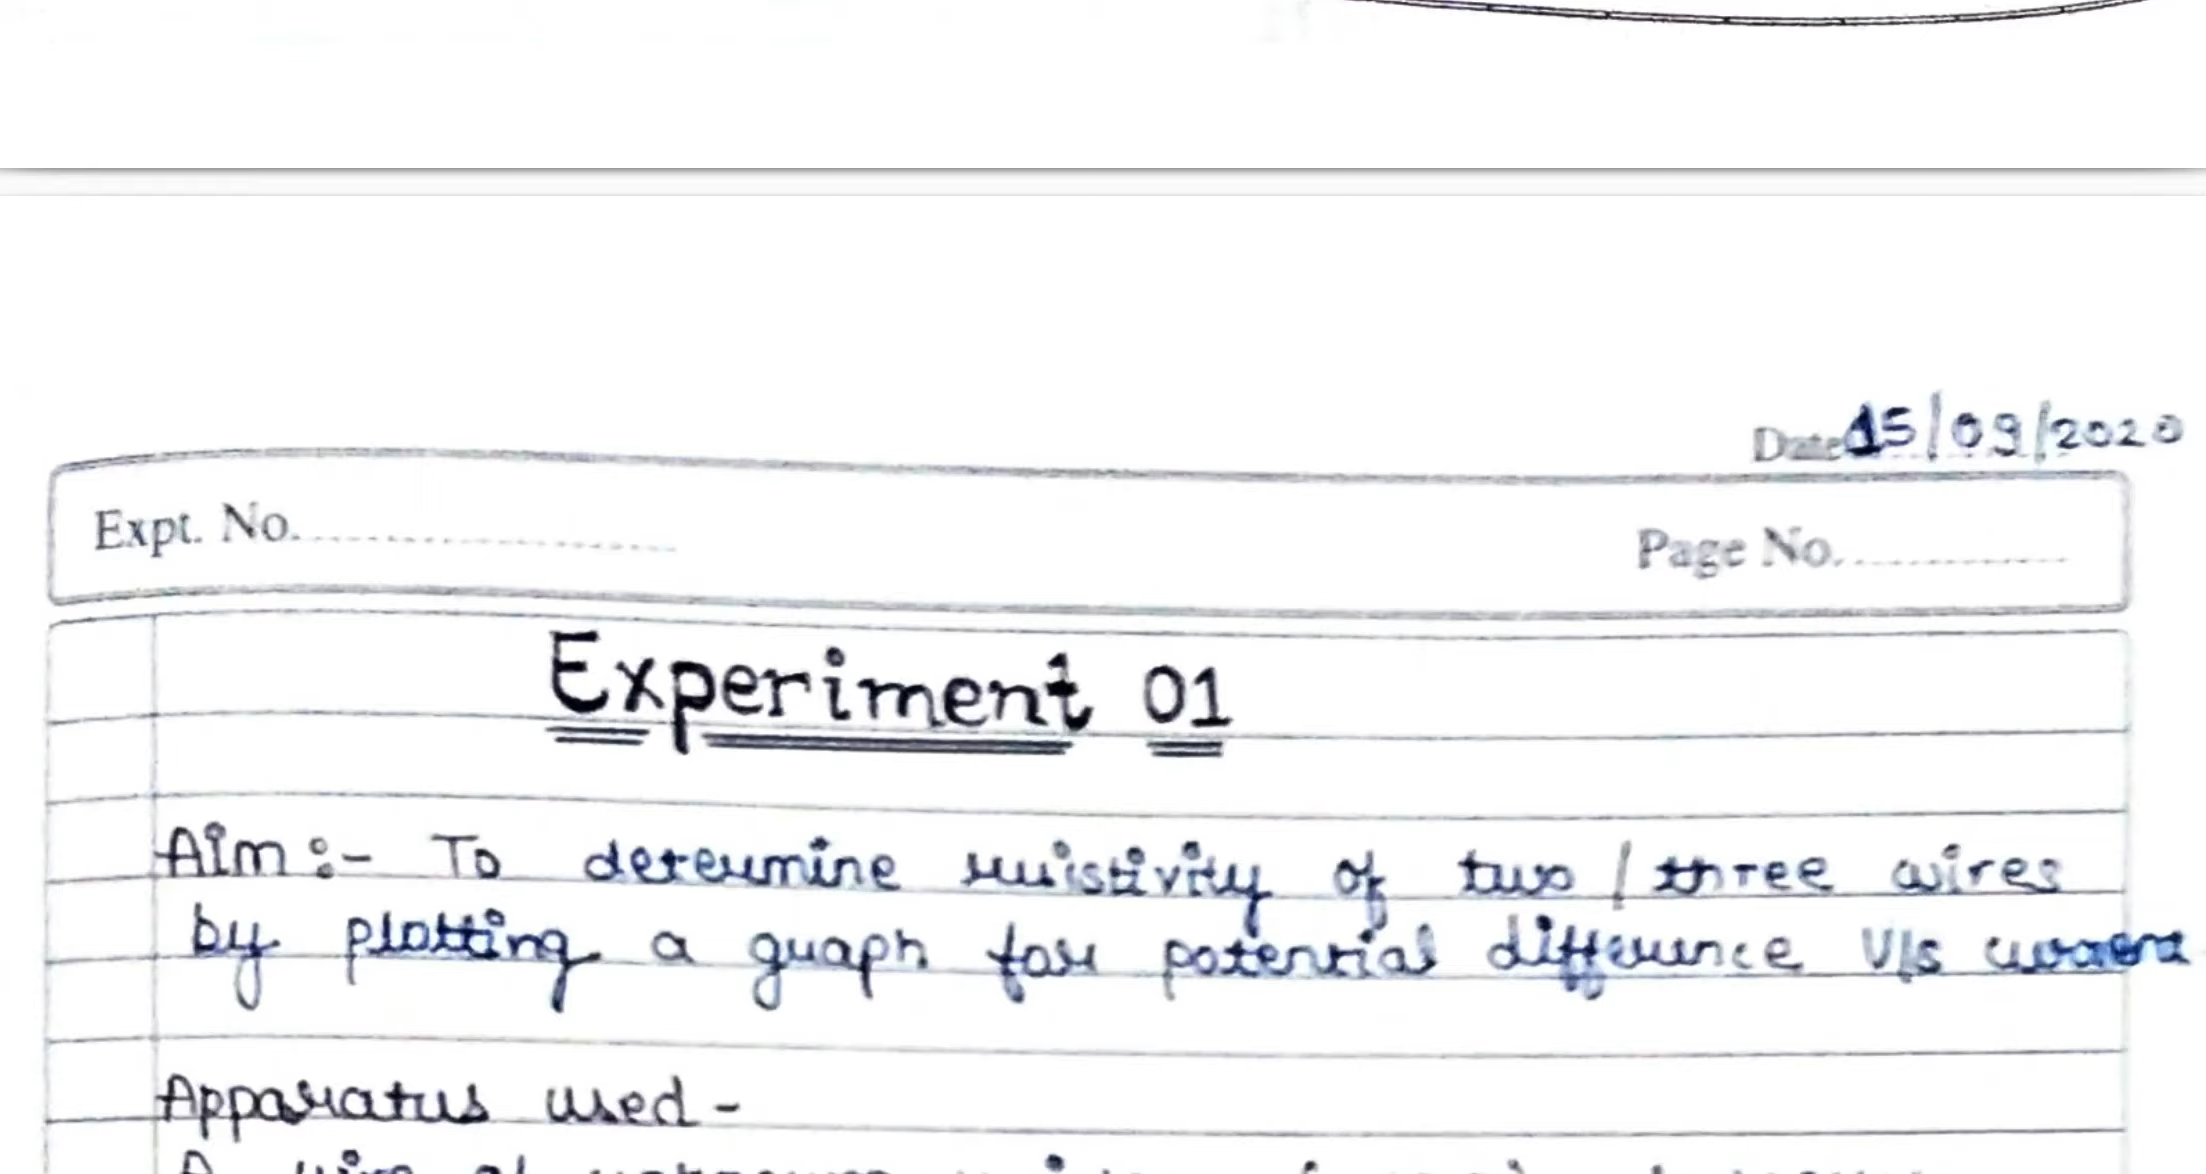 Date 15/09/2020
Expt. No.
Page No.
Experiment 01
Aim:- To determine resistivity of two / three wires
by plotting a graph for potential difference V/s current
Apparatus used -